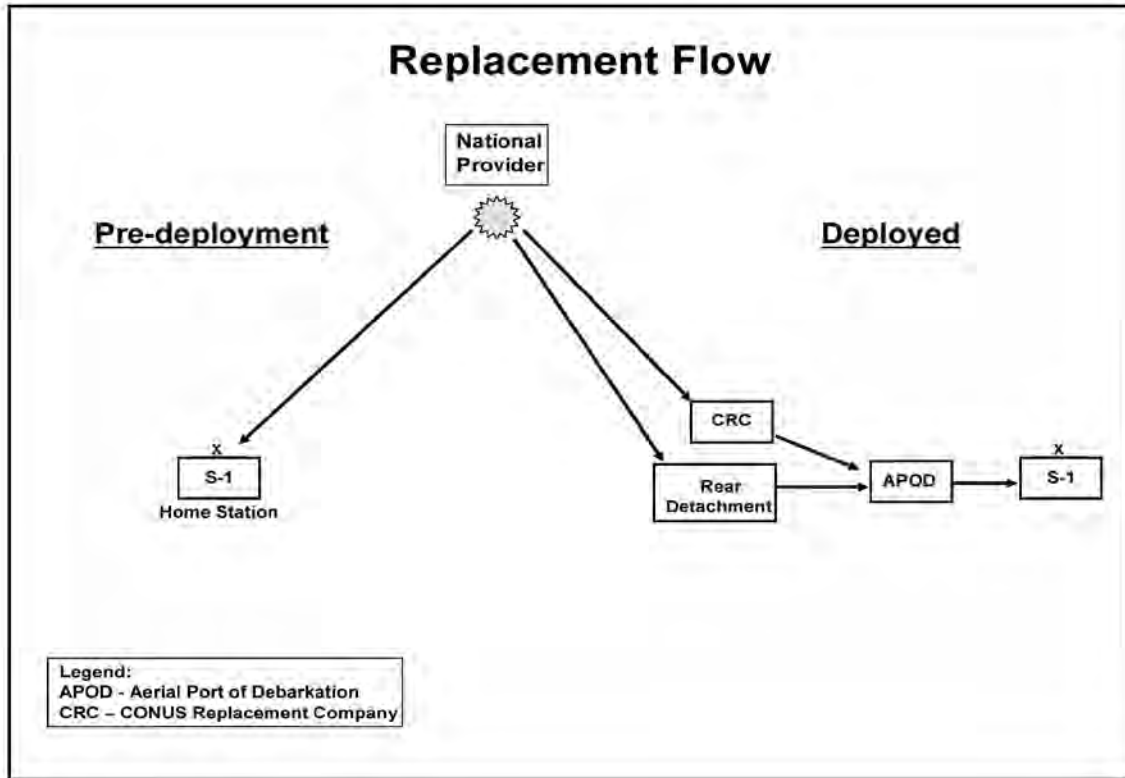 Replacement Flow
National
Provider
Pre-deployment
Deployed
CRC
X
S-1
Home Station
Rear
Detachment
APOD
X
S-1
Legend:
APOD - Aerial Port of Debarkation
CRC – CONUS Replacement Company